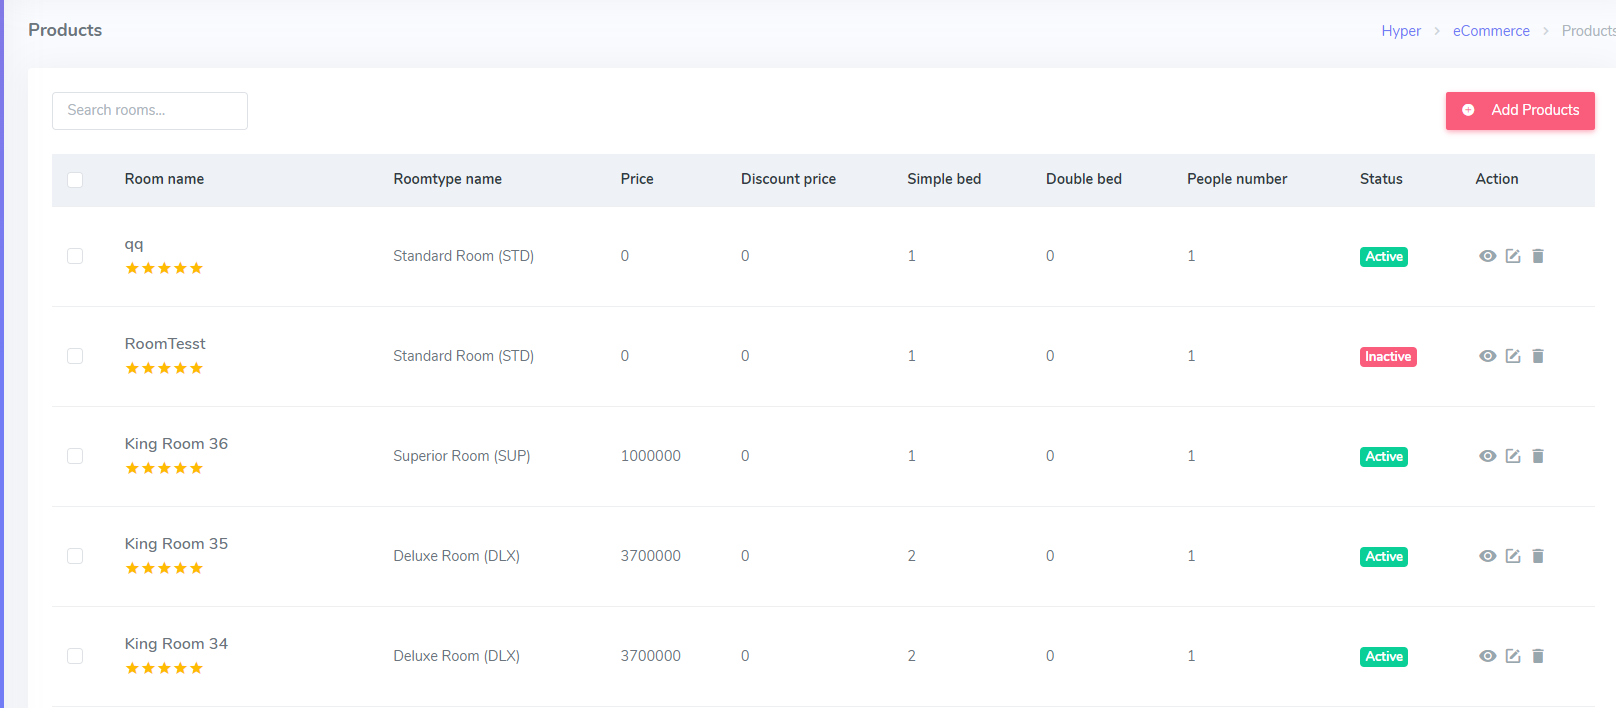 Products
Hyper > eCommerce > Products
Search rooms...
Add Products
Room name Roomtype name Price Discount price Simple bed Double bed People number Status Action
qq
Standard Room (STD) 0 0 1 0 1 Active
RoomTesst
Standard Room (STD) 0 0 1 0 1 Inactive
King Room 36
Superior Room (SUP) 1000000 0 1 0 1 Active
King Room 35
Deluxe Room (DLX) 3700000 0 2 0 1 Active
King Room 34
Deluxe Room (DLX) 3700000 0 2 0 1 Active